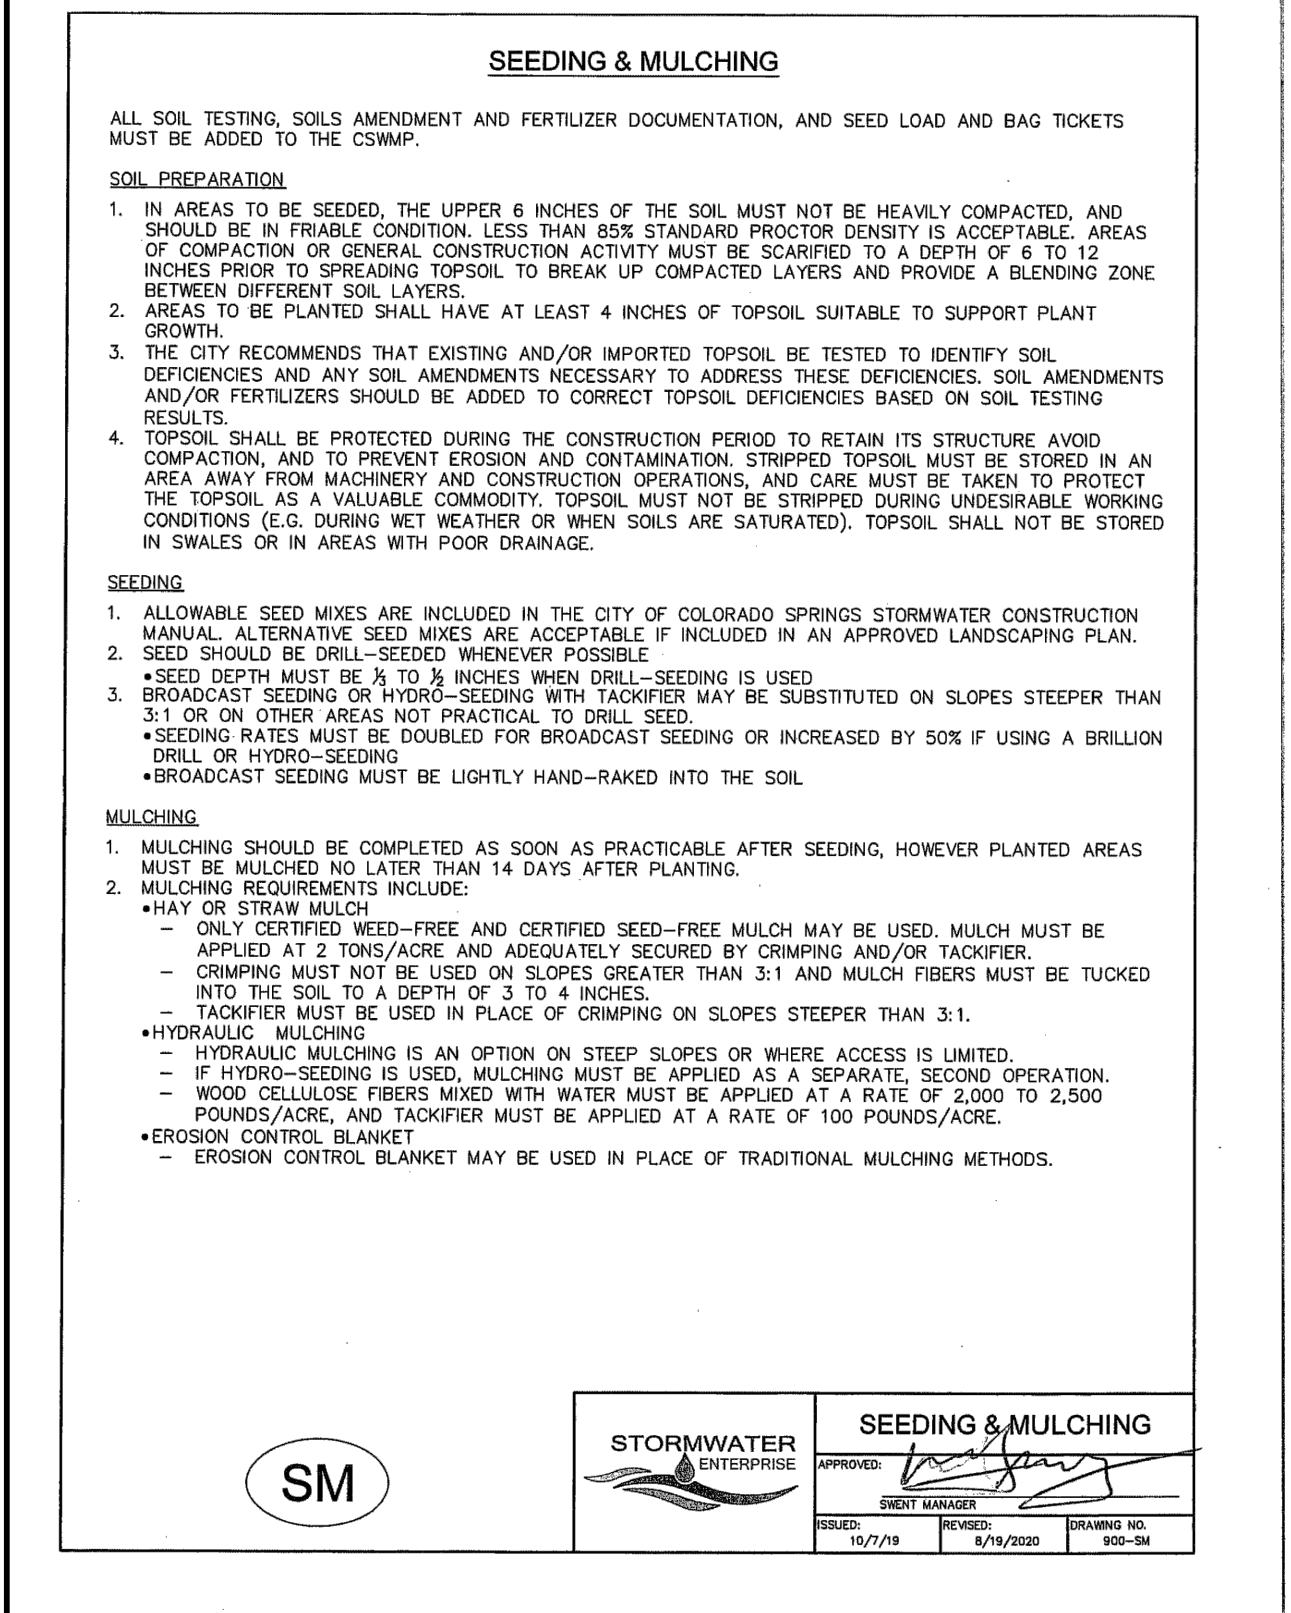 SEEDING & MULCHING
ALL SOIL TESTING, SOILS AMENDMENT AND FERTILIZER DOCUMENTATION, AND SEED LOAD AND BAG TICKETS
MUST BE ADDED TO THE CSWMP.
SOIL PREPARATION
1. IN AREAS TO BE SEEDED, THE UPPER 6 INCHES OF THE SOIL MUST NOT BE HEAVILY COMPACTED, AND
SHOULD BE IN FRIABLE CONDITION. LESS THAN 85% STANDARD PROCTOR DENSITY IS ACCEPTABLE. AREAS
OF COMPACTION OR GENERAL CONSTRUCTION ACTIVITY MUST BE SCARIFIED TO A DEPTH OF 6 TO 12
INCHES PRIOR TO SPREADING TOPSOIL TO BREAK UP COMPACTED LAYERS AND PROVIDE A BLENDING ZONE
BETWEEN DIFFERENT SOIL LAYERS.
2. AREAS TO BE PLANTED SHALL HAVE AT LEAST 4 INCHES OF TOPSOIL SUITABLE TO SUPPORT PLANT
GROWTH.
3. THE CITY RECOMMENDS THAT EXISTING AND/OR IMPORTED TOPSOIL BE TESTED TO IDENTIFY SOIL
DEFICIENCIES AND ANY SOIL AMENDMENTS NECESSARY TO ADDRESS THESE DEFICIENCIES. SOIL AMENDMENTS
AND/OR FERTILIZERS SHOULD BE ADDED TO CORRECT TOPSOIL DEFICIENCIES BASED ON SOIL TESTING
RESULTS.
4. TOPSOIL SHALL BE PROTECTED DURING THE CONSTRUCTION PERIOD TO RETAIN ITS STRUCTURE AVOID
COMPACTION, AND TO PREVENT EROSION AND CONTAMINATION. STRIPPED TOPSOIL MUST BE STORED IN AN
AREA AWAY FROM MACHINERY AND CONSTRUCTION OPERATIONS, AND CARE MUST BE TAKEN TO PROTECT
THE TOPSOIL AS A VALUABLE COMMODITY. TOPSOIL MUST NOT BE STRIPPED DURING UNDESIRABLE WORKING
CONDITIONS (E.G. DURING WET WEATHER OR WHEN SOILS ARE SATURATED). TOPSOIL SHALL NOT BE STORED
IN SWALES OR IN AREAS WITH POOR DRAINAGE.
SEEDING
1. ALLOWABLE SEED MIXES ARE INCLUDED IN THE CITY OF COLORADO SPRINGS STORMWATER CONSTRUCTION
MANUAL. ALTERNATIVE SEED MIXES ARE ACCEPTABLE IF INCLUDED IN AN APPROVED LANDSCAPING PLAN.
2. SEED SHOULD BE DRILL-SEEDED WHENEVER POSSIBLE
•SEED DEPTH MUST BE ⅓ TO ½ INCHES WHEN DRILL-SEEDING IS USED
3. BROADCAST SEEDING OR HYDRO-SEEDING WITH TACKIFIER MAY BE SUBSTITUTED ON SLOPES STEEPER THAN
3:1 OR ON OTHER AREAS NOT PRACTICAL TO DRILL SEED.
•SEEDING RATES MUST BE DOUBLED FOR BROADCAST SEEDING OR INCREASED BY 50% IF USING A BRILLION
DRILL OR HYDRO-SEEDING
•BROADCAST SEEDING MUST BE LIGHTLY HAND-RAKED INTO THE SOIL
MULCHING
1. MULCHING SHOULD BE COMPLETED AS SOON AS PRACTICABLE AFTER SEEDING, HOWEVER PLANTED AREAS
MUST BE MULCHED NO LATER THAN 14 DAYS AFTER PLANTING.
2. MULCHING REQUIREMENTS INCLUDE:
•HAY OR STRAW MULCH
– ONLY CERTIFIED WEED-FREE AND CERTIFIED SEED-FREE MULCH MAY BE USED. MULCH MUST BE
APPLIED AT 2 TONS/ACRE AND ADEQUATELY SECURED BY CRIMPING AND/OR TACKIFIER.
– CRIMPING MUST NOT BE USED ON SLOPES GREATER THAN 3:1 AND MULCH FIBERS MUST BE TUCKED
INTO THE SOIL TO A DEPTH OF 3 TO 4 INCHES.
– TACKIFIER MUST BE USED IN PLACE OF CRIMPING ON SLOPES STEEPER THAN 3:1.
•HYDRAULIC MULCHING
– HYDRAULIC MULCHING IS AN OPTION ON STEEP SLOPES OR WHERE ACCESS IS LIMITED.
– IF HYDRO-SEEDING IS USED, MULCHING MUST BE APPLIED AS A SEPARATE, SECOND OPERATION.
– WOOD CELLULOSE FIBERS MIXED WITH WATER MUST BE APPLIED AT A RATE OF 2,000 TO 2,500
POUNDS/ACRE, AND TACKIFIER MUST BE APPLIED AT A RATE OF 100 POUNDS/ACRE.
•EROSION CONTROL BLANKET
– EROSION CONTROL BLANKET MAY BE USED IN PLACE OF TRADITIONAL MULCHING METHODS.
SM
STORMWATER
ENTERPRISE
SEEDING & MULCHING
APPROVED:
SWENT MANAGER
ISSUED: 10/7/19
REVISED: 8/19/2020
DRAWING NO. 900-SM